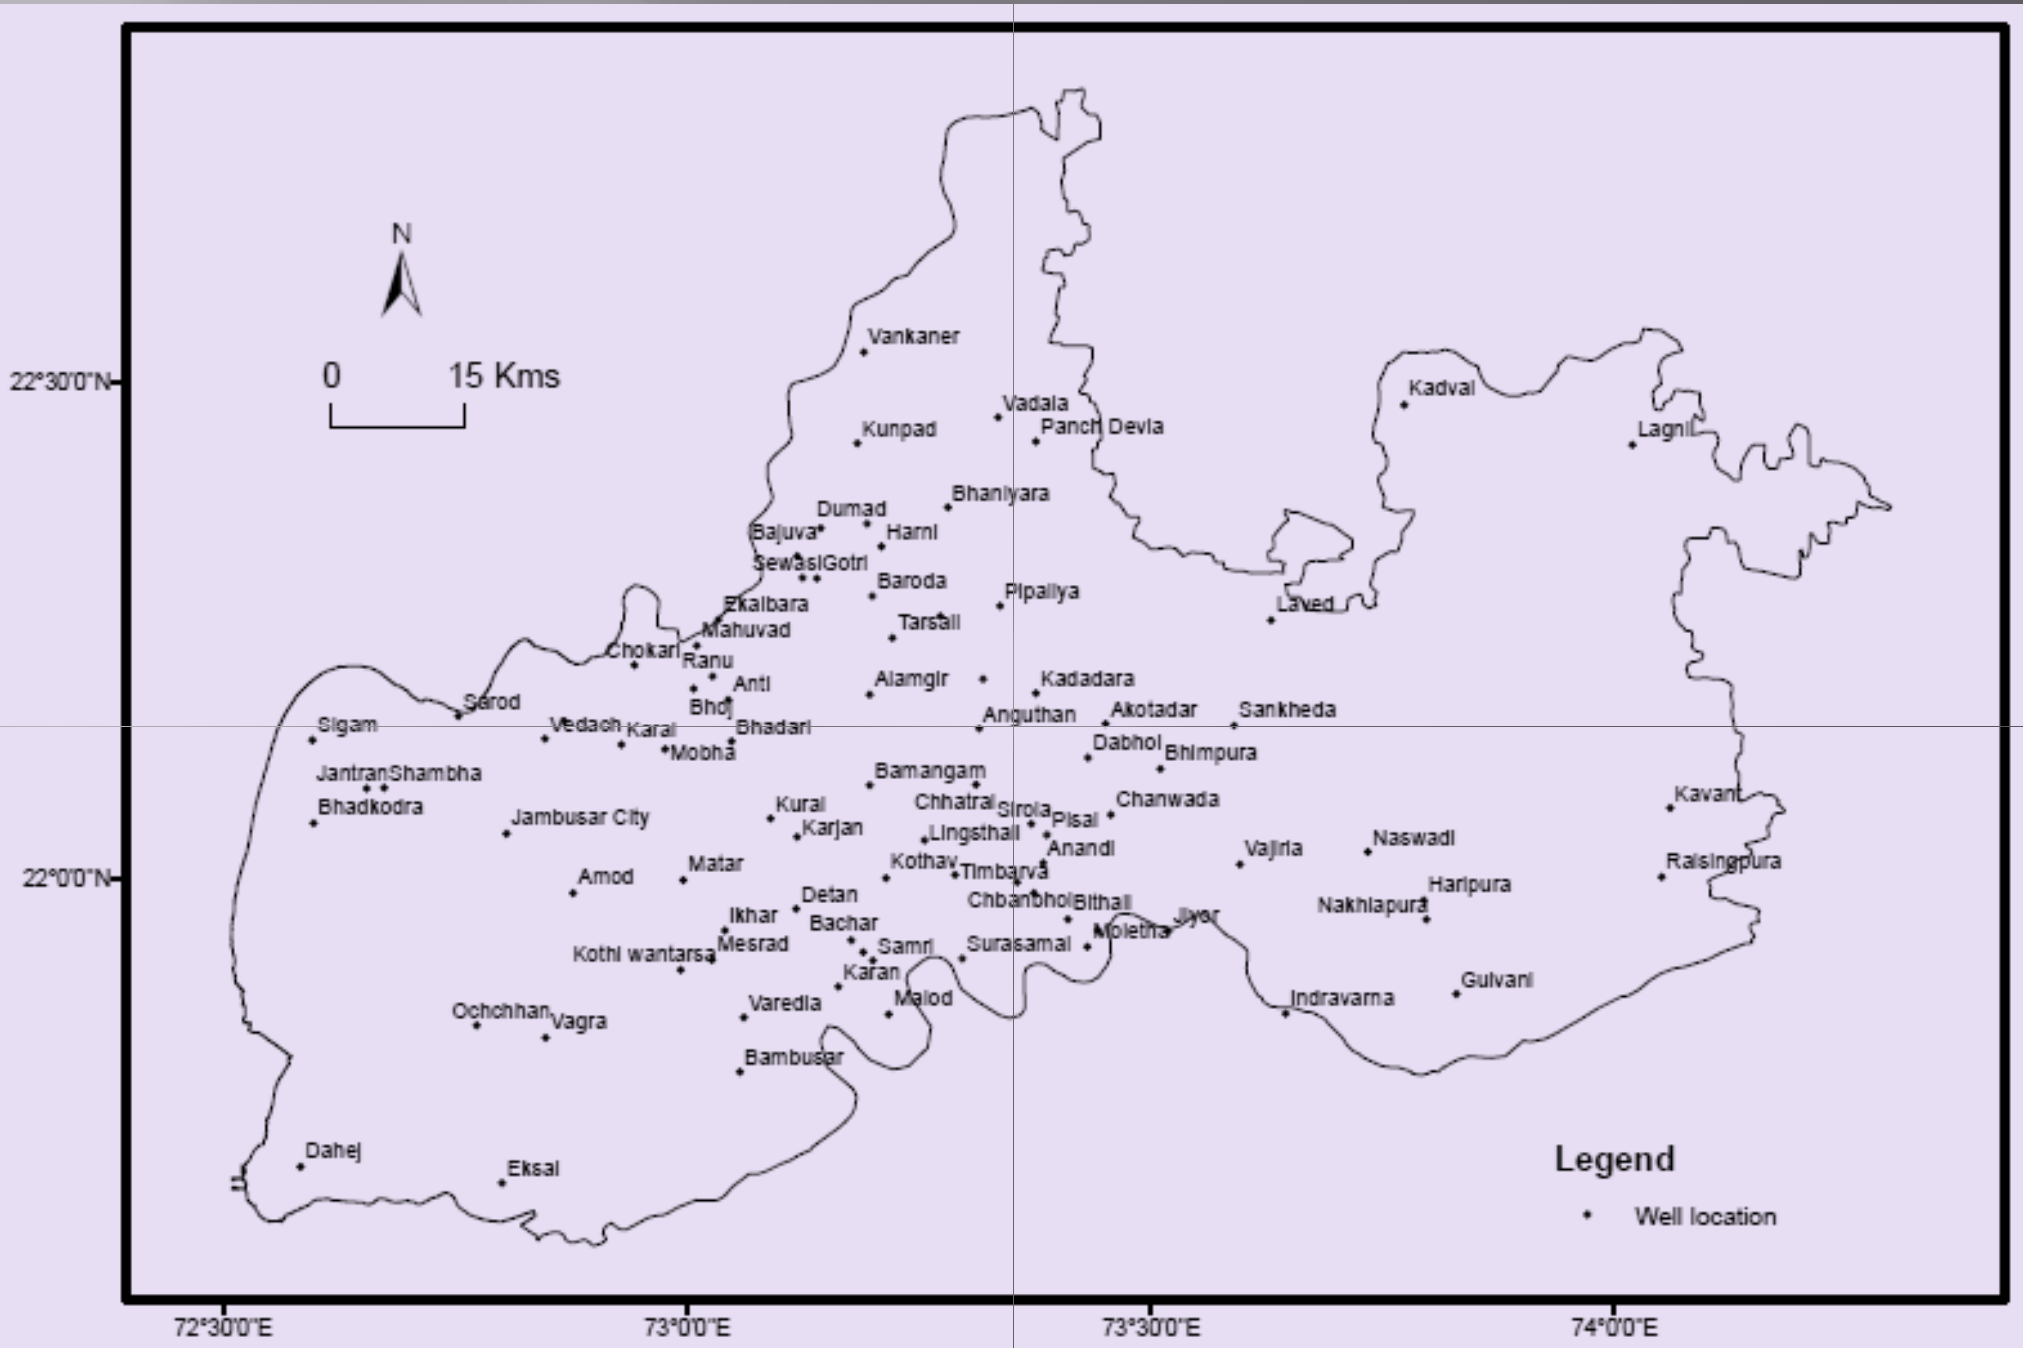 N
0 15 Kms
22°30'0"N
22°0'0"N
Vankaner
Vadala
Kunpad
Panch Devla
Kadval
Lagni
Bhaniyara
Dumad
Bajuva
Harni
Sewasi
Gotri
Baroda
Pipaliya
Ekalbara
Laved
Tarsali
Mahuvad
Chokari
Ranu
Anti
Alamgir
Kadadara
Bhoj
Sarod
Akotadar
Sankheda
Anguthan
Sigam
Vedach
Karai
Bhadari
Mobha
Dabhoi
Bhimpura
Jantran
Shambha
Bamangam
Bhadkodra
Chhatral
Chanwada
Kavant
Kural
Sirola
Jambusar City
Karjan
Pisai
Lingsthali
Naswadi
Anandi
Vajiria
Matar
Kothav
Timbarva
Raisingpura
Amod
Detan
Haripura
Chbanbhoi
Bithali
Nakhlapura
Ikhar
Bachar
Jiyor
Moletha
Mesrad
Samri
Surasamal
Kothi wantarsa
Karan
Gulvani
Varedia
Malod
Indravarna
Ochchhan
Vagra
Bambusar
Dahej
Eksal
Legend
Well location
72°30'0"E 73°0'0"E 73°30'0"E 74°0'0"E